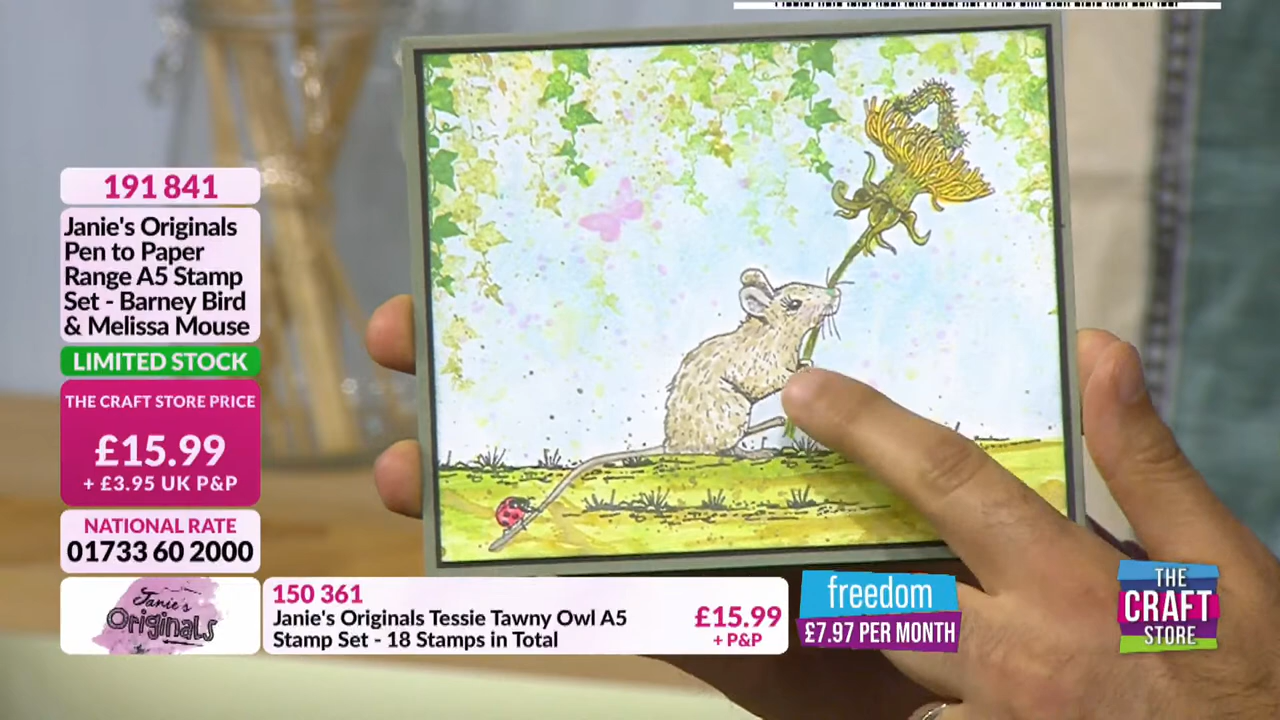 191 841
Janie's Originals
Pen to Paper
Range A5 Stamp
Set - Barney Bird
& Melissa Mouse
LIMITED STOCK
THE CRAFT STORE PRICE
£15.99
+ £3.95 UK P&P
NATIONAL RATE
01733 60 2000
Janie's
Originals
150 361
Janie's Originals Tessie Tawny Owl A5
Stamp Set - 18 Stamps in Total
£15.99
+ P&P
freedom
£7.97 PER MONTH
THE
CRAFT
STORE